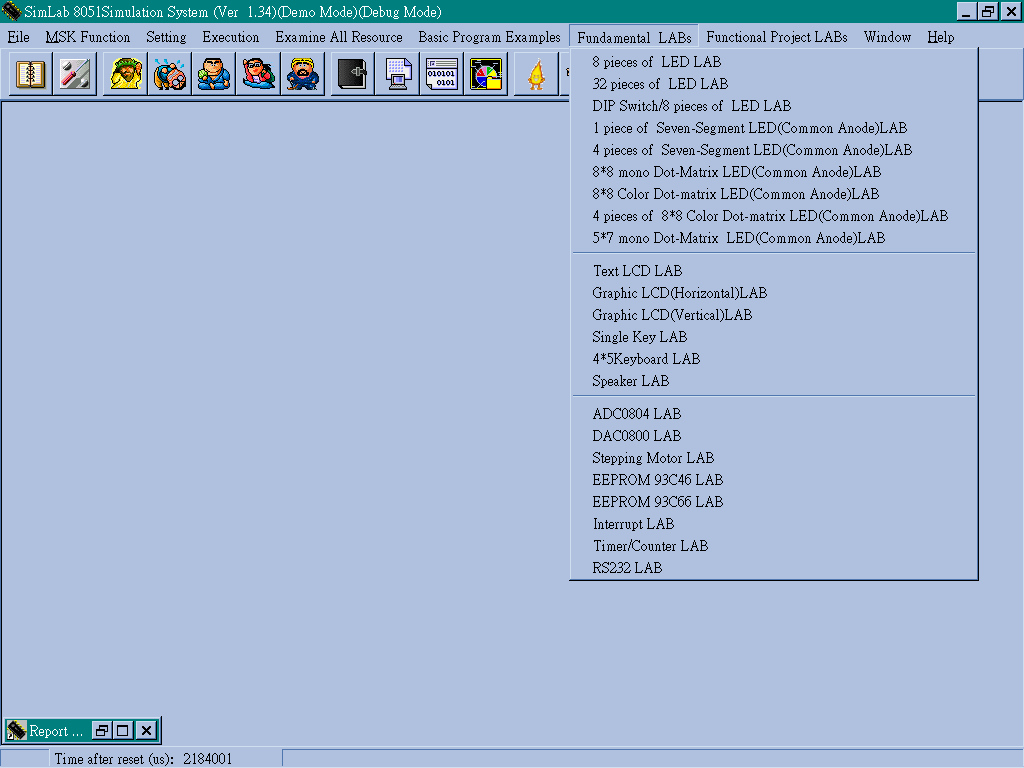 SimLab 8051Simulation System (Ver 1.34)(Demo Mode)(Debug Mode)
File MSK Function Setting Execution Examine All Resource Basic Program Examples Fundamental LABs Functional Project LABs Window Help
8 pieces of LED LAB
32 pieces of LED LAB
DIP Switch/8 pieces of LED LAB
1 piece of Seven-Segment LED(Common Anode)LAB
4 pieces of Seven-Segment LED(Common Anode)LAB
8*8 mono Dot-Matrix LED(Common Anode)LAB
8*8 Color Dot-matrix LED(Common Anode)LAB
4 pieces of 8*8 Color Dot-matrix LED(Common Anode)LAB
5*7 mono Dot-Matrix LED(Common Anode)LAB
Text LCD LAB
Graphic LCD(Horizontal)LAB
Graphic LCD(Vertical)LAB
Single Key LAB
4*5Keyboard LAB
Speaker LAB
ADC0804 LAB
DAC0800 LAB
Stepping Motor LAB
EEPROM 93C46 LAB
EEPROM 93C66 LAB
Interrupt LAB
Timer/Counter LAB
RS232 LAB
010101
0101
Report ...
Time after reset (us): 2184001